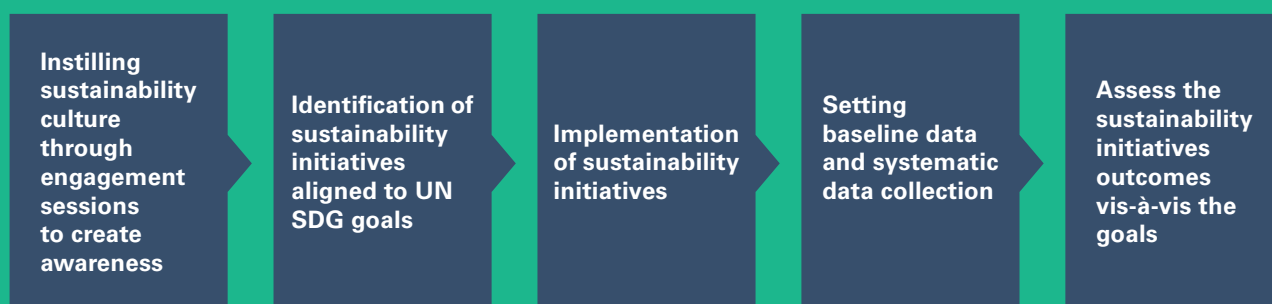 Instilling
sustainability
culture
through
engagement
sessions
to create
awareness
Identification of
sustainability
initiatives
aligned to UN
SDG goals
Implementation
of sustainability
initiatives
Setting
baseline data
and systematic
data collection
Assess the
sustainability
initiatives
outcomes
vis-à-vis the
goals